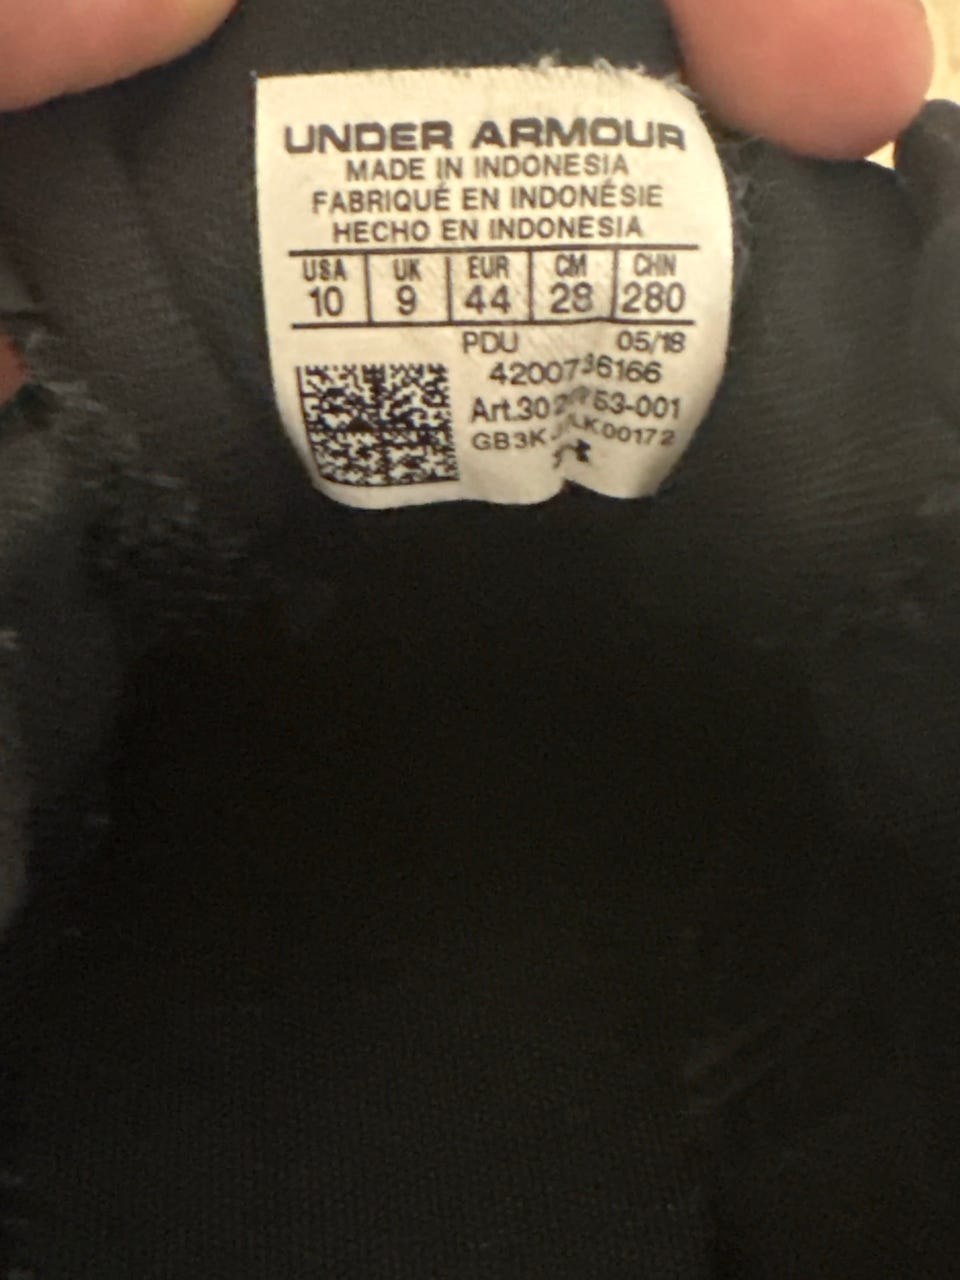 UNDER ARMOUR
MADE IN INDONESIA
FABRIQUÉ EN INDONÉSIE
HECHO EN INDONESIA
USA UK EUR CM CHN
10 9 44 28 280
PDU 05/18
4200736166